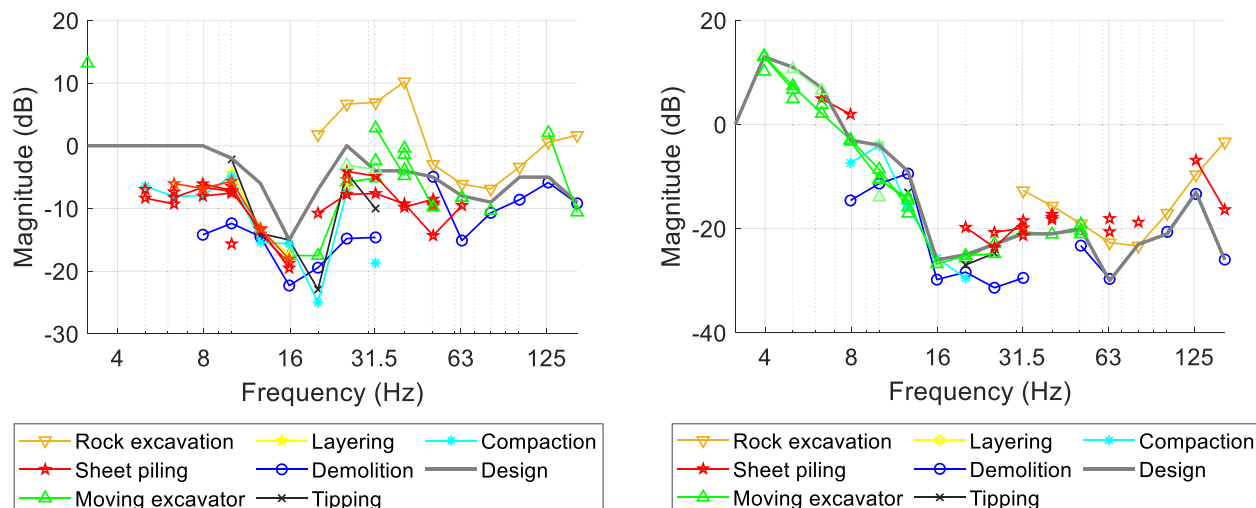 20
10
0
-10
-20
-30
Magnitude (dB)
4 8 16 31.5 63 125
Frequency (Hz)
Rock excavation Layering Compaction
Sheet piling Demolition Design
Moving excavator Tipping
20
0
-20
-40
Magnitude (dB)
4 8 16 31.5 63 125
Frequency (Hz)
Rock excavation Layering Compaction
Sheet piling Demolition Design
Moving excavator Tipping